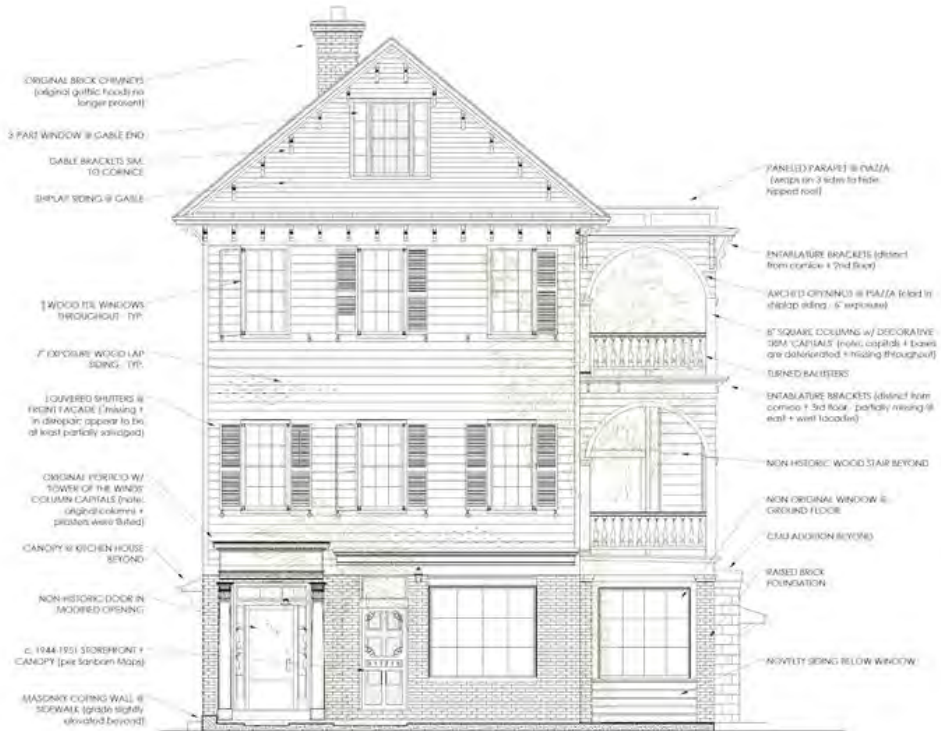 ORIGINAL BRICK CHIMNEYS
(original gothic hoods no
longer present)
3 PART WINDOW @ GABLE END
GABLE BRACKETS SIM.
TO CORNICE
SHIPLAP SIDING @ GABLE
WOOD TDL WINDOWS
THROUGHOUT - TYP.
7" EXPOSURE WOOD LAP
SIDING - TYP.
LOUVERED SHUTTERS @
FRONT FACADE (*missing +
in disrepair; appear to be
at least partially salvaged)
ORIGINAL PORTICO W/
'TOWER OF THE WINDS'
COLUMN CAPITALS (note:
original columns +
pilasters were fluted)
CANOPY @ KITCHEN HOUSE
BEYOND
NON-HISTORIC DOOR IN
MODIFIED OPENING
c. 1944-1951 STOREFRONT +
CANOPY (per Sanborn Maps)
MASONRY COPING WALL @
SIDEWALK (grade slightly
elevated beyond)
PANELED PARAPET @ PIAZZA
(wraps on 3 sides to hide
hipped roof)
ENTABLATURE BRACKETS (distinct
from cornice + 2nd floor)
ARCHED OPENINGS @ PIAZZA (clad in
shiplap siding - 6" exposure)
8" SQUARE COLUMNS w/ DECORATIVE
TRIM 'CAPITALS' (note: capitals + bases
are deteriorated + missing throughout)
TURNED BALUSTERS
ENTABLATURE BRACKETS (distinct from
cornice + 3rd floor - partially missing @
east + west facades)
NON-HISTORIC WOOD STAIR BEYOND
NON ORIGINAL WINDOW @
GROUND FLOOR
CMU ADDITION BEYOND
RAISED BRICK
FOUNDATION
NOVELTY SIDING BELOW WINDOW